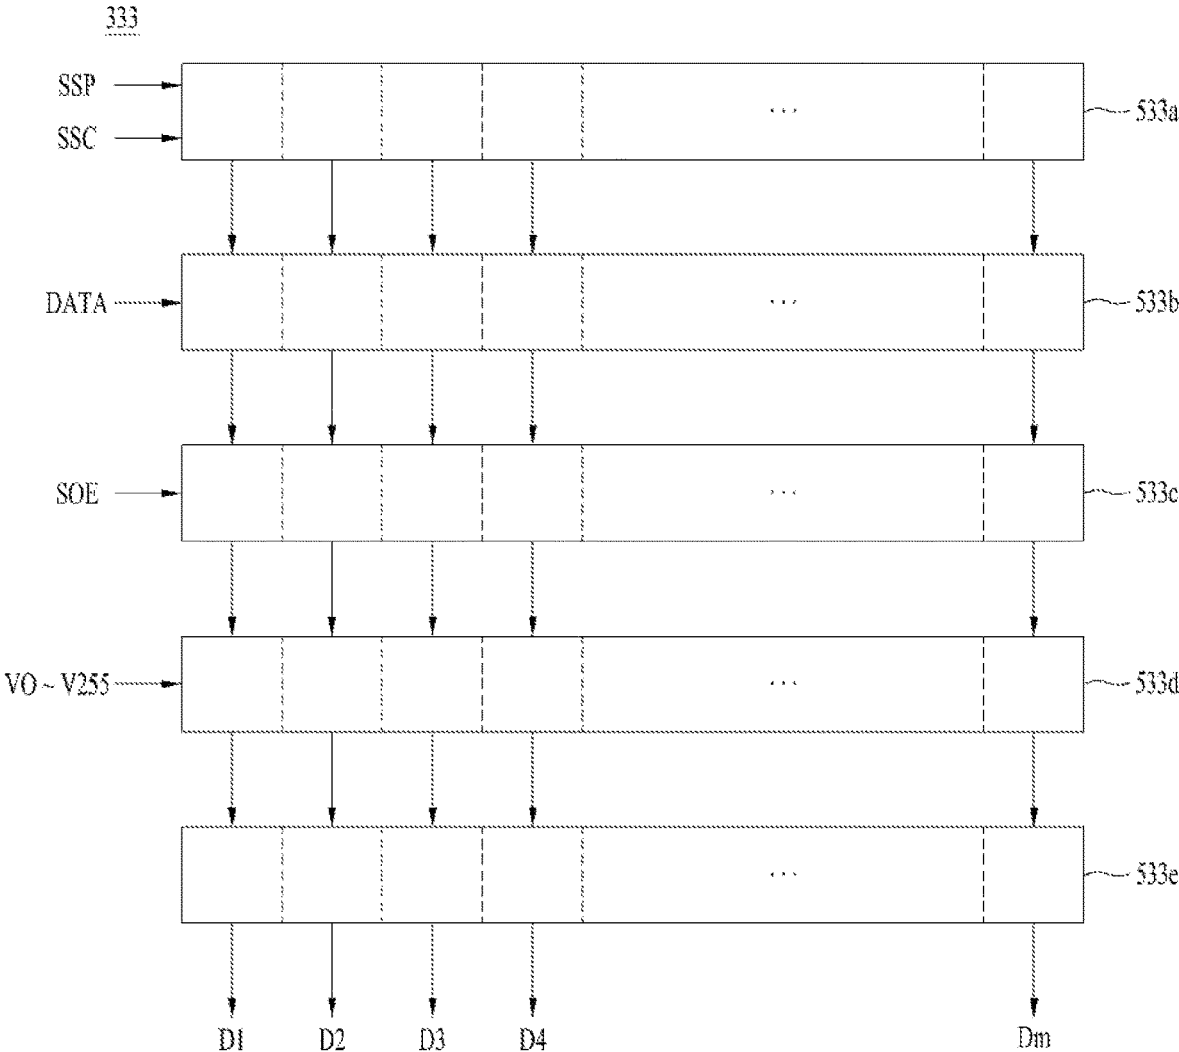 333
SSP
SSC
...
533a
DATA
...
533b
SOE
...
533c
VO ~ V255
...
533d
...
533e
D1 D2 D3 D4 Dm